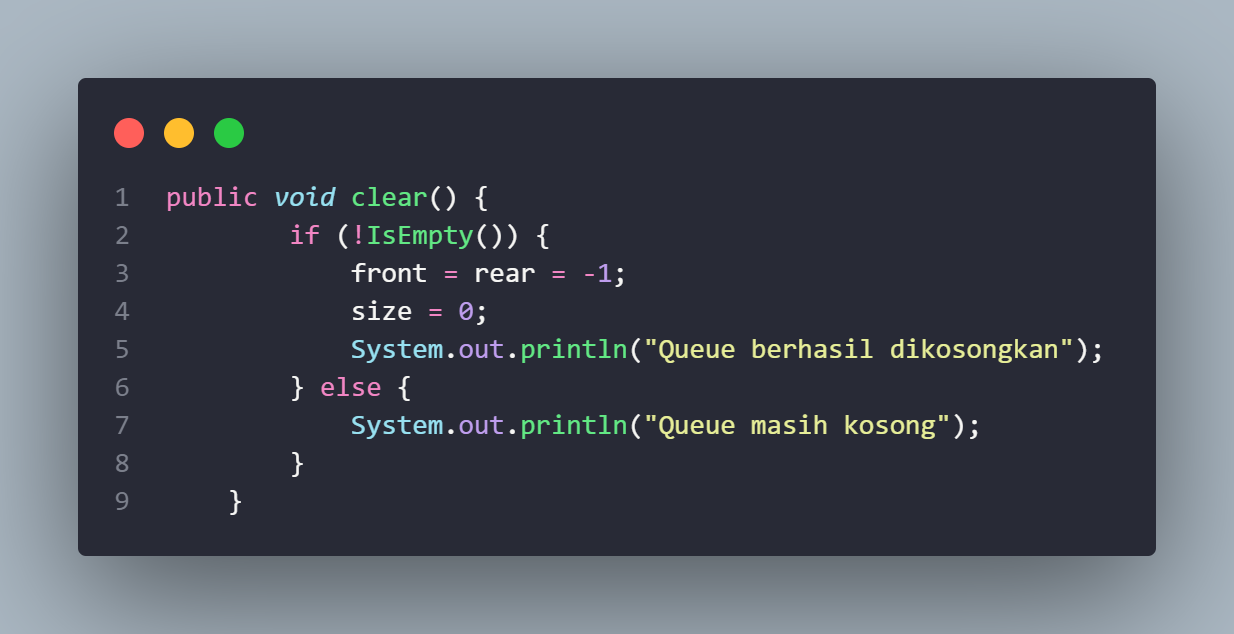 1 public void clear() {
2 if (!IsEmpty()) {
3 front = rear = -1;
4 size = 0;
5 System.out.println("Queue berhasil dikosongkan");
6 } else {
7 System.out.println("Queue masih kosong");
8 }
9 }